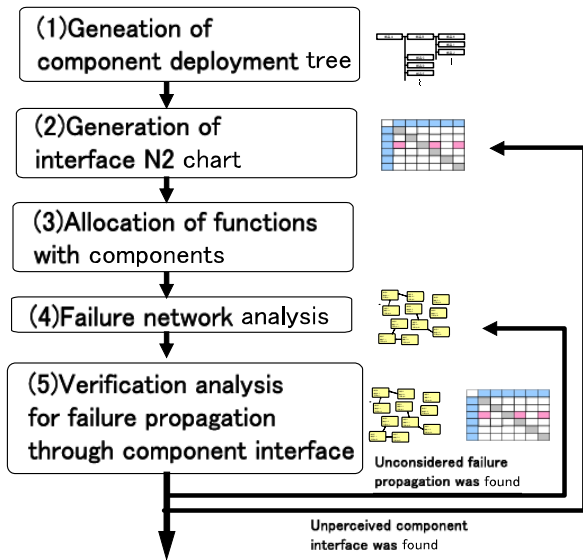 (1)Geneation of
component deployment tree
(2)Generation of
interface N2 chart
(3)Allocation of functions
with components
(4)Failure network analysis
(5)Verification analysis
for failure propagation
through component interface
Unconsidered failure
propagation was found
Unperceived component
interface was found